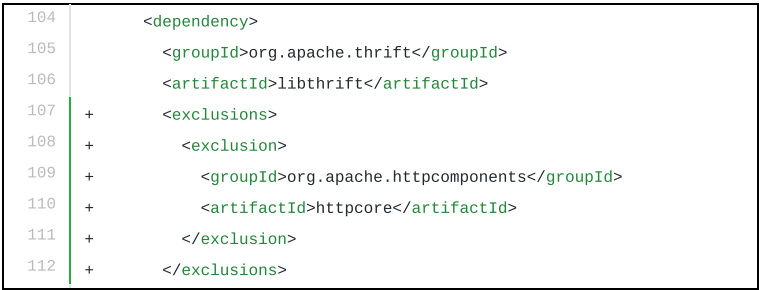 104       <dependency>
105         <groupId>org.apache.thrift</groupId>
106         <artifactId>libthrift</artifactId>
107 +       <exclusions>
108 +         <exclusion>
109 +           <groupId>org.apache.httpcomponents</groupId>
110 +           <artifactId>httpcore</artifactId>
111 +         </exclusion>
112 +       </exclusions>